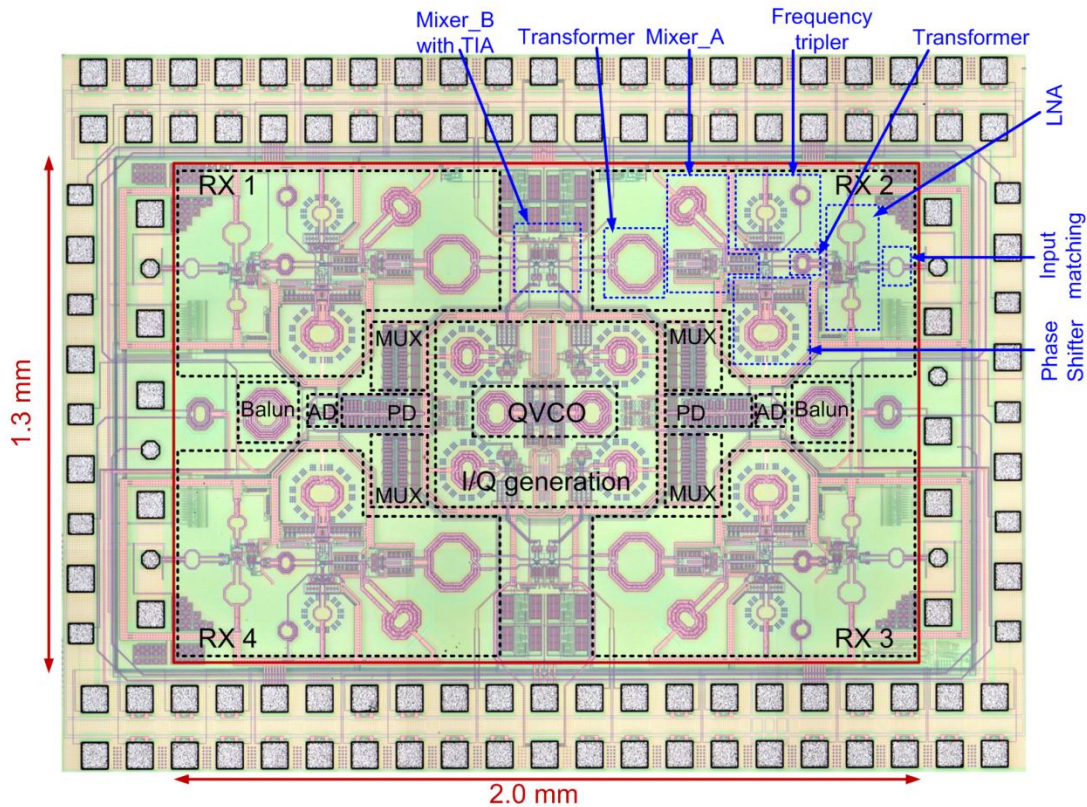 Mixer_B
with TIA
Transformer
Mixer_A
Frequency
tripler
Transformer
LNA
RX 1
RX 2
Input
matching
Phase
Shifter
MUX
MUX
1.3 mm
Balun
AD
PD
QVCO
PD
AD
Balun
I/Q generation
MUX
MUX
RX 4
RX 3
2.0 mm